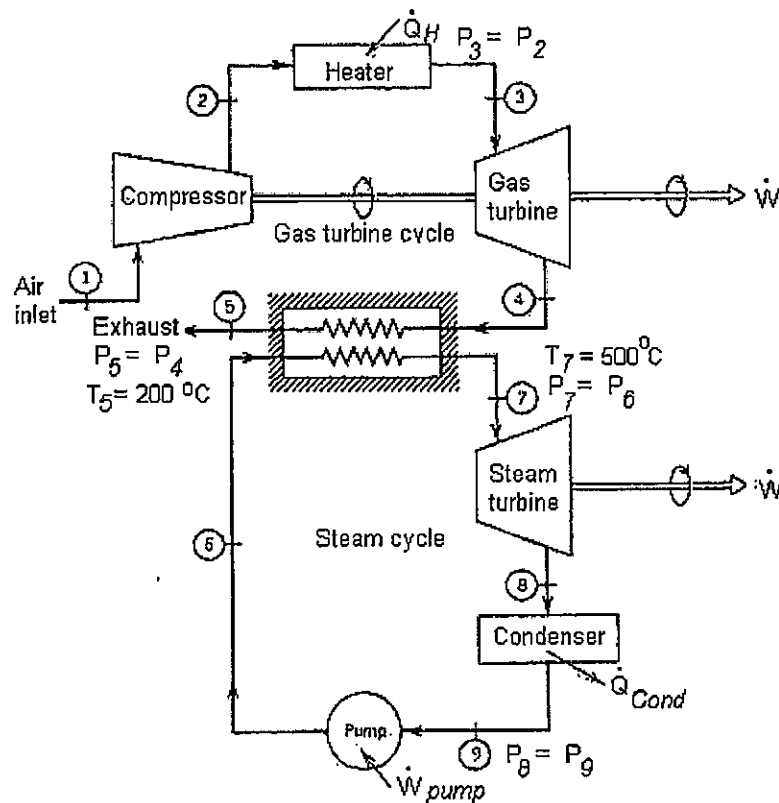 Q̇H P3 = P2
Heater
2
3
Compressor
Gas
turbine
Ẇ
Gas turbine cycle
1
Air
inlet
4
5
Exhaust
P5 = P4
T5 = 200 °C
T7 = 500°C
P7 = P6
7
Steam
turbine
Ẇ
6
Steam cycle
8
Condenser
Q̇Cond
Pump
9
P8 = P9
Ẇpump